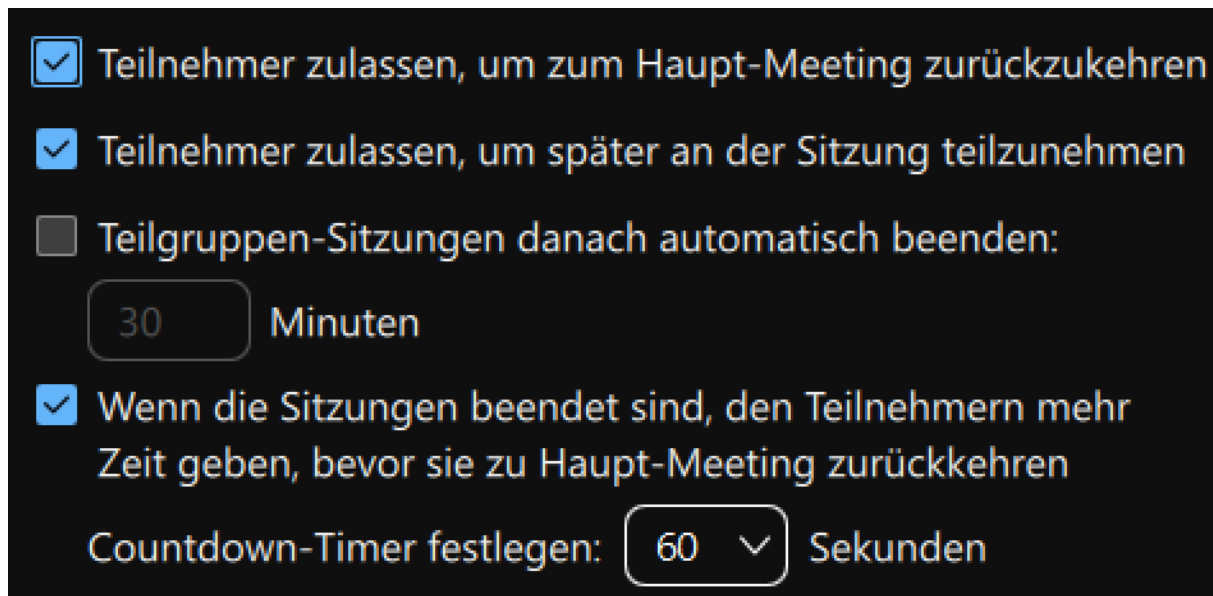 Teilnehmer zulassen, um zum Haupt-Meeting zurückzukehren
Teilnehmer zulassen, um später an der Sitzung teilzunehmen
Teilgruppen-Sitzungen danach automatisch beenden:
30 Minuten
Wenn die Sitzungen beendet sind, den Teilnehmern mehr
Zeit geben, bevor sie zu Haupt-Meeting zurückkehren
Countdown-Timer festlegen: 60 Sekunden